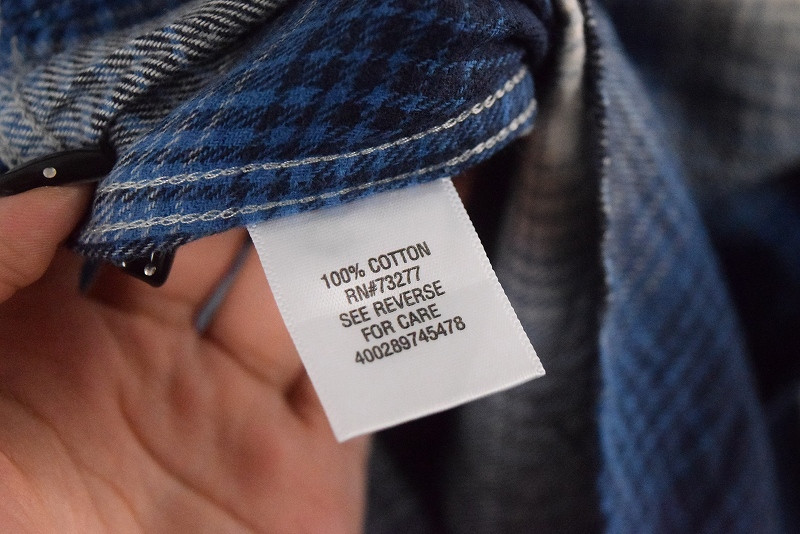 100% COTTON
RN#73277
SEE REVERSE
FOR CARE
400289745478